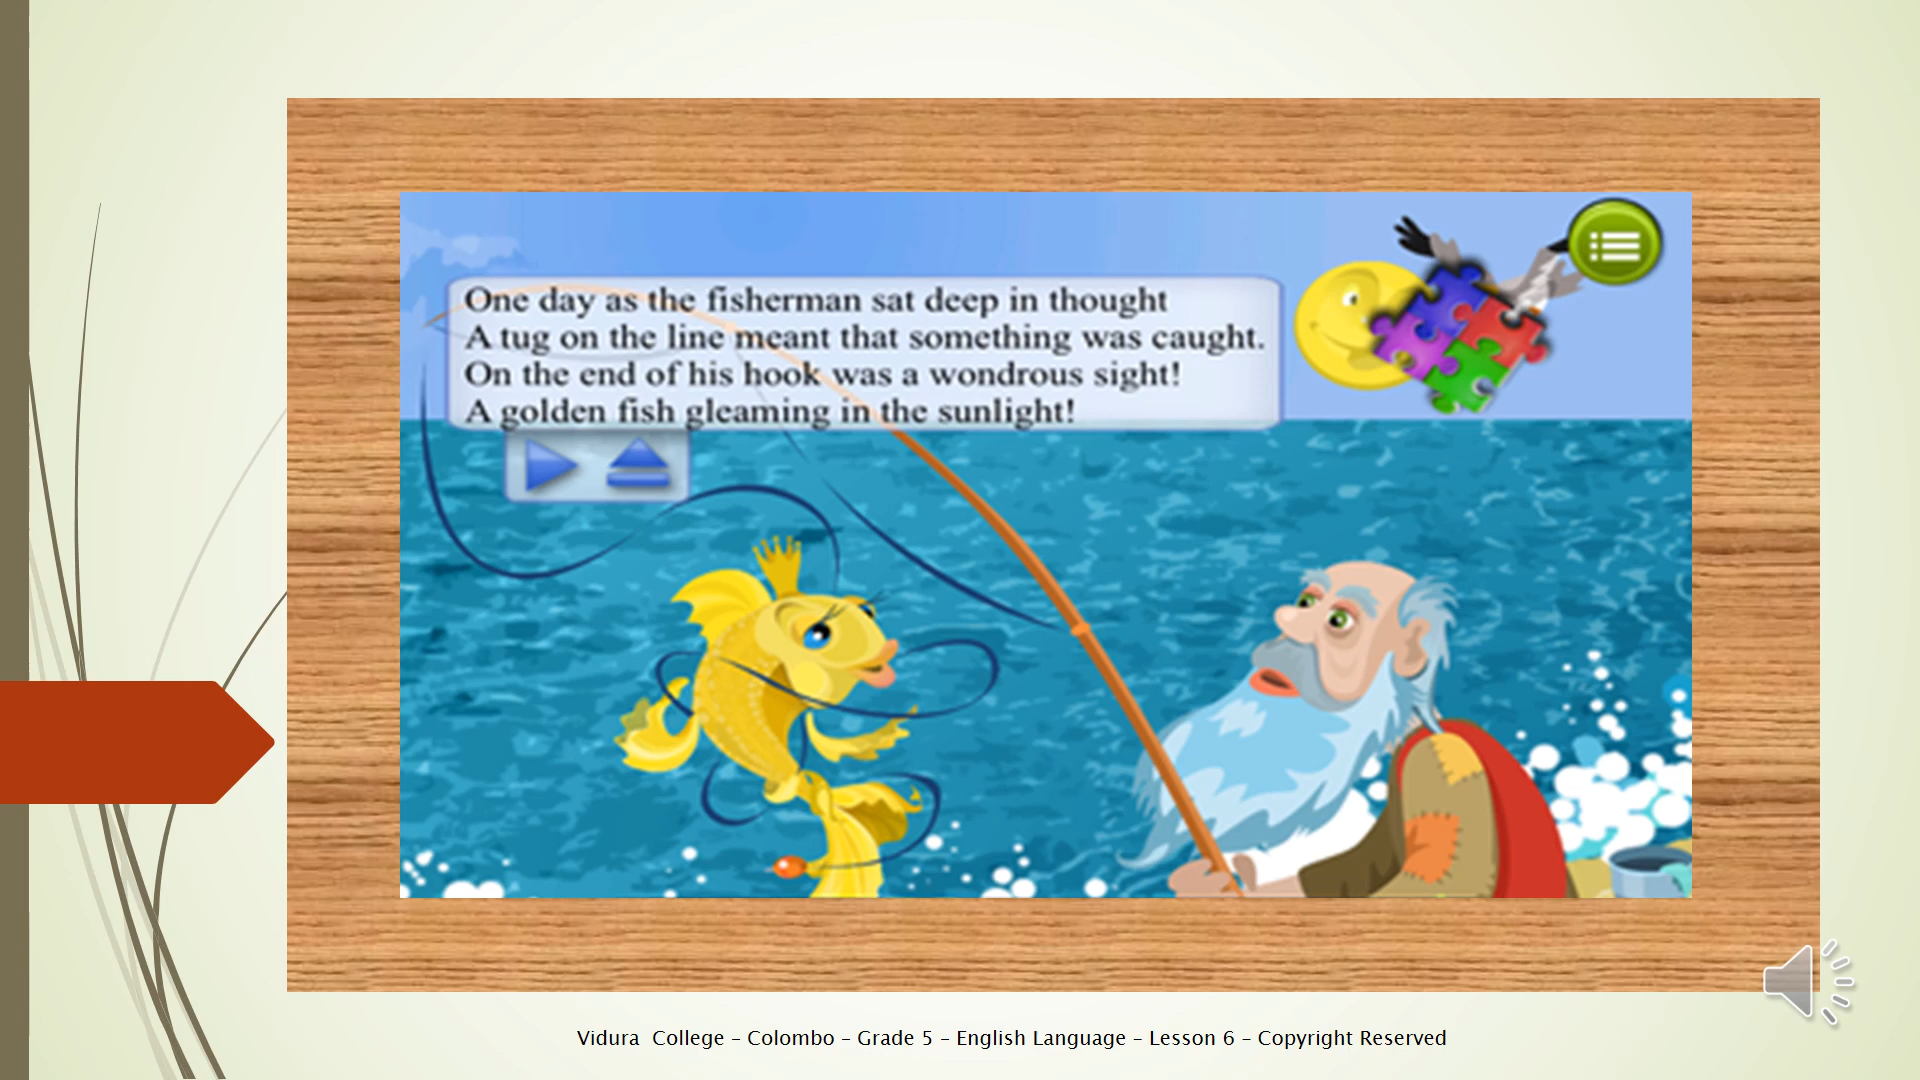 One day as the fisherman sat deep in thought
A tug on the line meant that something was caught.
On the end of his hook was a wondrous sight!
A golden fish gleaming in the sunlight!
Vidura College – Colombo – Grade 5 – English Language – Lesson 6 – Copyright Reserved